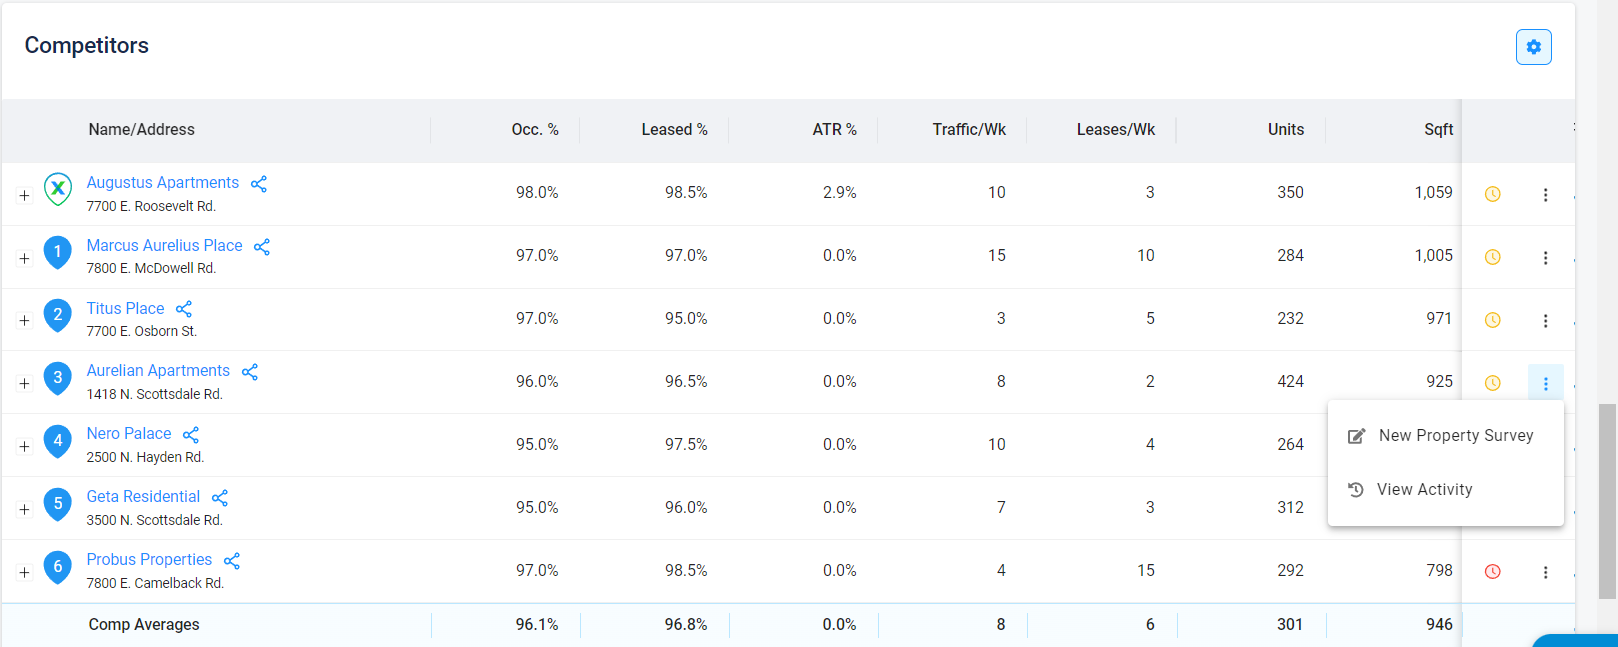 Competitors
Name/Address Occ. % Leased % ATR % Traffic/Wk Leases/Wk Units Sqft
Augustus Apartments 98.0% 98.5% 2.9% 10 3 350 1,059
7700 E. Roosevelt Rd.
1 Marcus Aurelius Place 97.0% 97.0% 0.0% 15 10 284 1,005
7800 E. McDowell Rd.
2 Titus Place 97.0% 95.0% 0.0% 3 5 232 971
7700 E. Osborn St.
3 Aurelian Apartments 96.0% 96.5% 0.0% 8 2 424 925
1418 N. Scottsdale Rd.
4 Nero Palace 95.0% 97.5% 0.0% 10 4 264
2500 N. Hayden Rd.
New Property Survey
5 Geta Residential 95.0% 96.0% 0.0% 7 3 312
3500 N. Scottsdale Rd.
View Activity
6 Probus Properties 97.0% 98.5% 0.0% 4 15 292 798
7800 E. Camelback Rd.
Comp Averages 96.1% 96.8% 0.0% 8 6 301 946